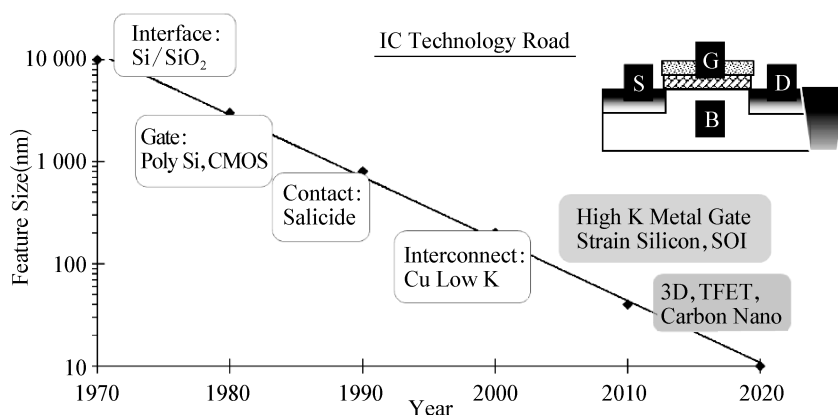 IC Technology Road
Interface:
Si/SiO₂
Gate:
Poly Si, CMOS
Contact:
Salicide
Interconnect:
Cu Low K
High K Metal Gate
Strain Silicon, SOI
3D, TFET,
Carbon Nano
G
S
D
B
Feature Size(nm)
10 000
1 000
100
10
1970
1980
1990
2000
2010
2020
Year